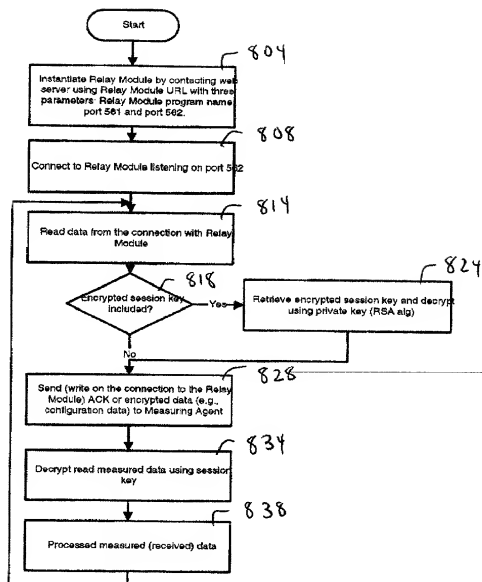 Start
804
Instantiate Relay Module by contacting web
server using Relay Module URL with three
parameters: Relay Module program name,
port 561 and port 562.
808
Connect to Relay Module listening on port 562
814
Read data from the connection with Relay
Module
818
Encrypted session key
included?
Yes
824
Retrieve encrypted session key and decrypt
using private key (RSA alg)
No
828
Send (write on the connection to the Relay
Module) ACK or encrypted data (e.g.,
configuration data) to Measuring Agent
834
Decrypt read measured data using session
key
838
Processed measured (received) data